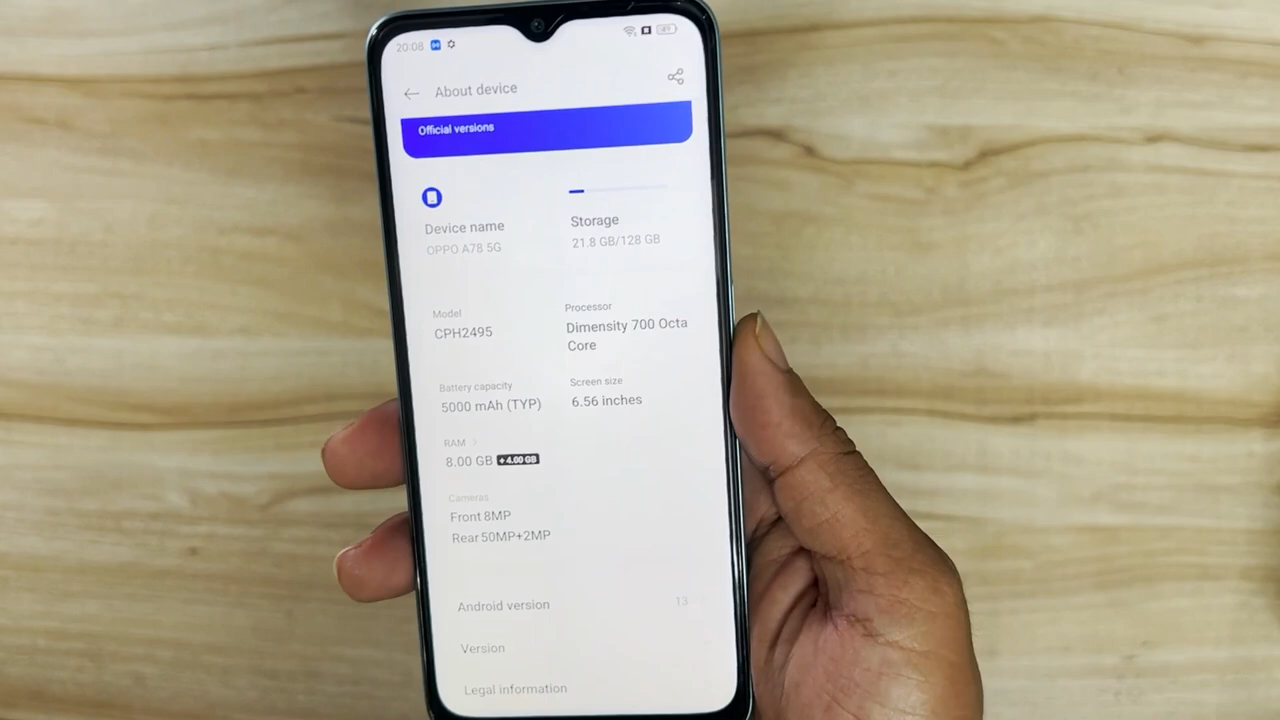 20:08
About device
Official versions
Device name
OPPO A78 5G
Storage
21.8 GB/128 GB
Model
CPH2495
Processor
Dimensity 700 Octa
Core
Battery capacity
5000 mAh (TYP)
Screen size
6.56 inches
RAM
8.00 GB + 4.00 GB
Cameras
Front 8MP
Rear 50MP+2MP
Android version 13
Version
Legal information